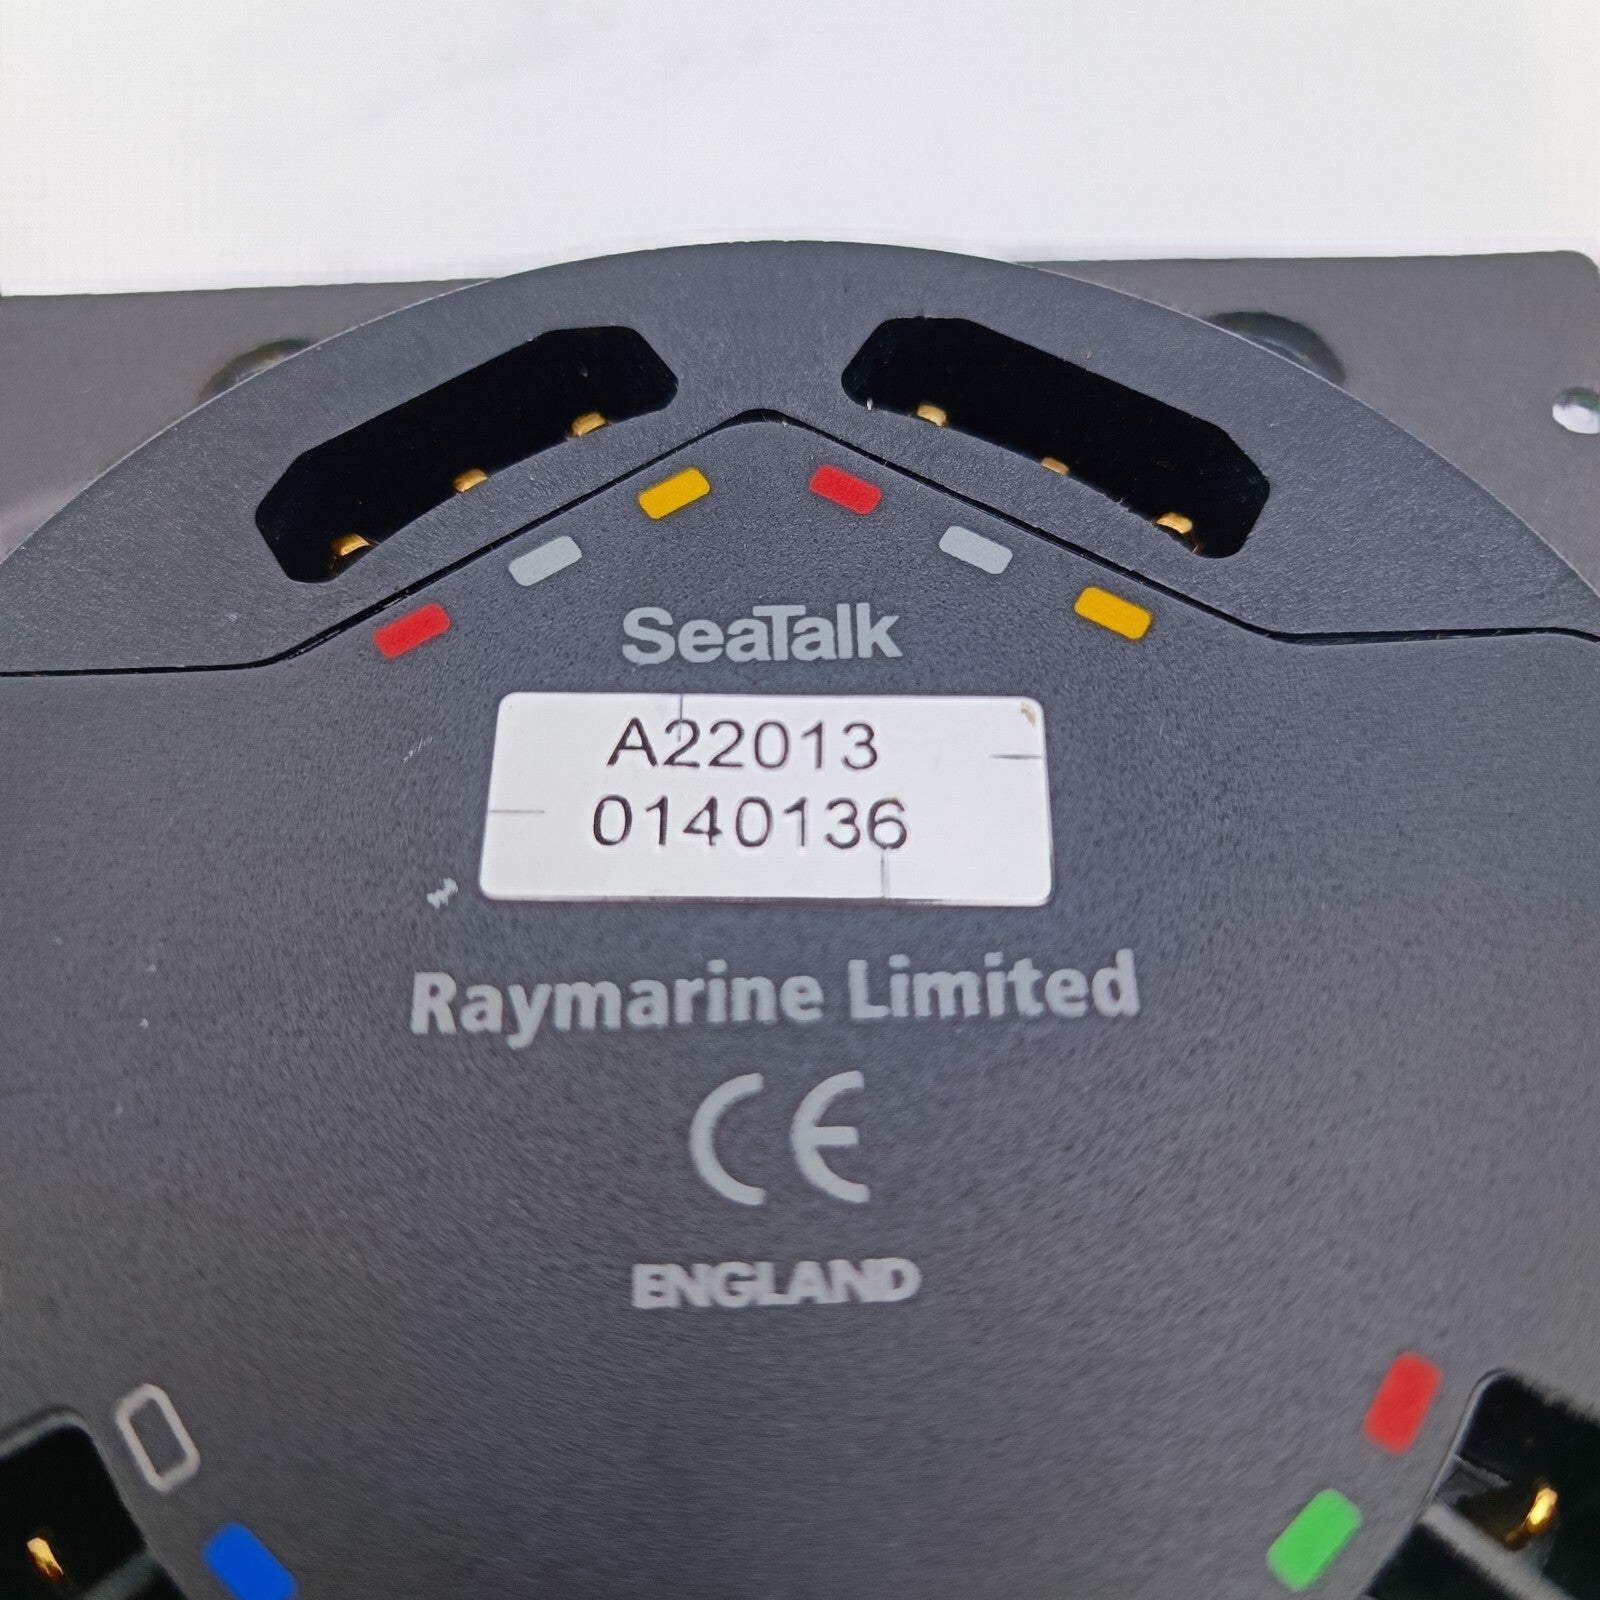 SeaTalk
A22013
0140136
Raymarine Limited
CE
ENGLAND